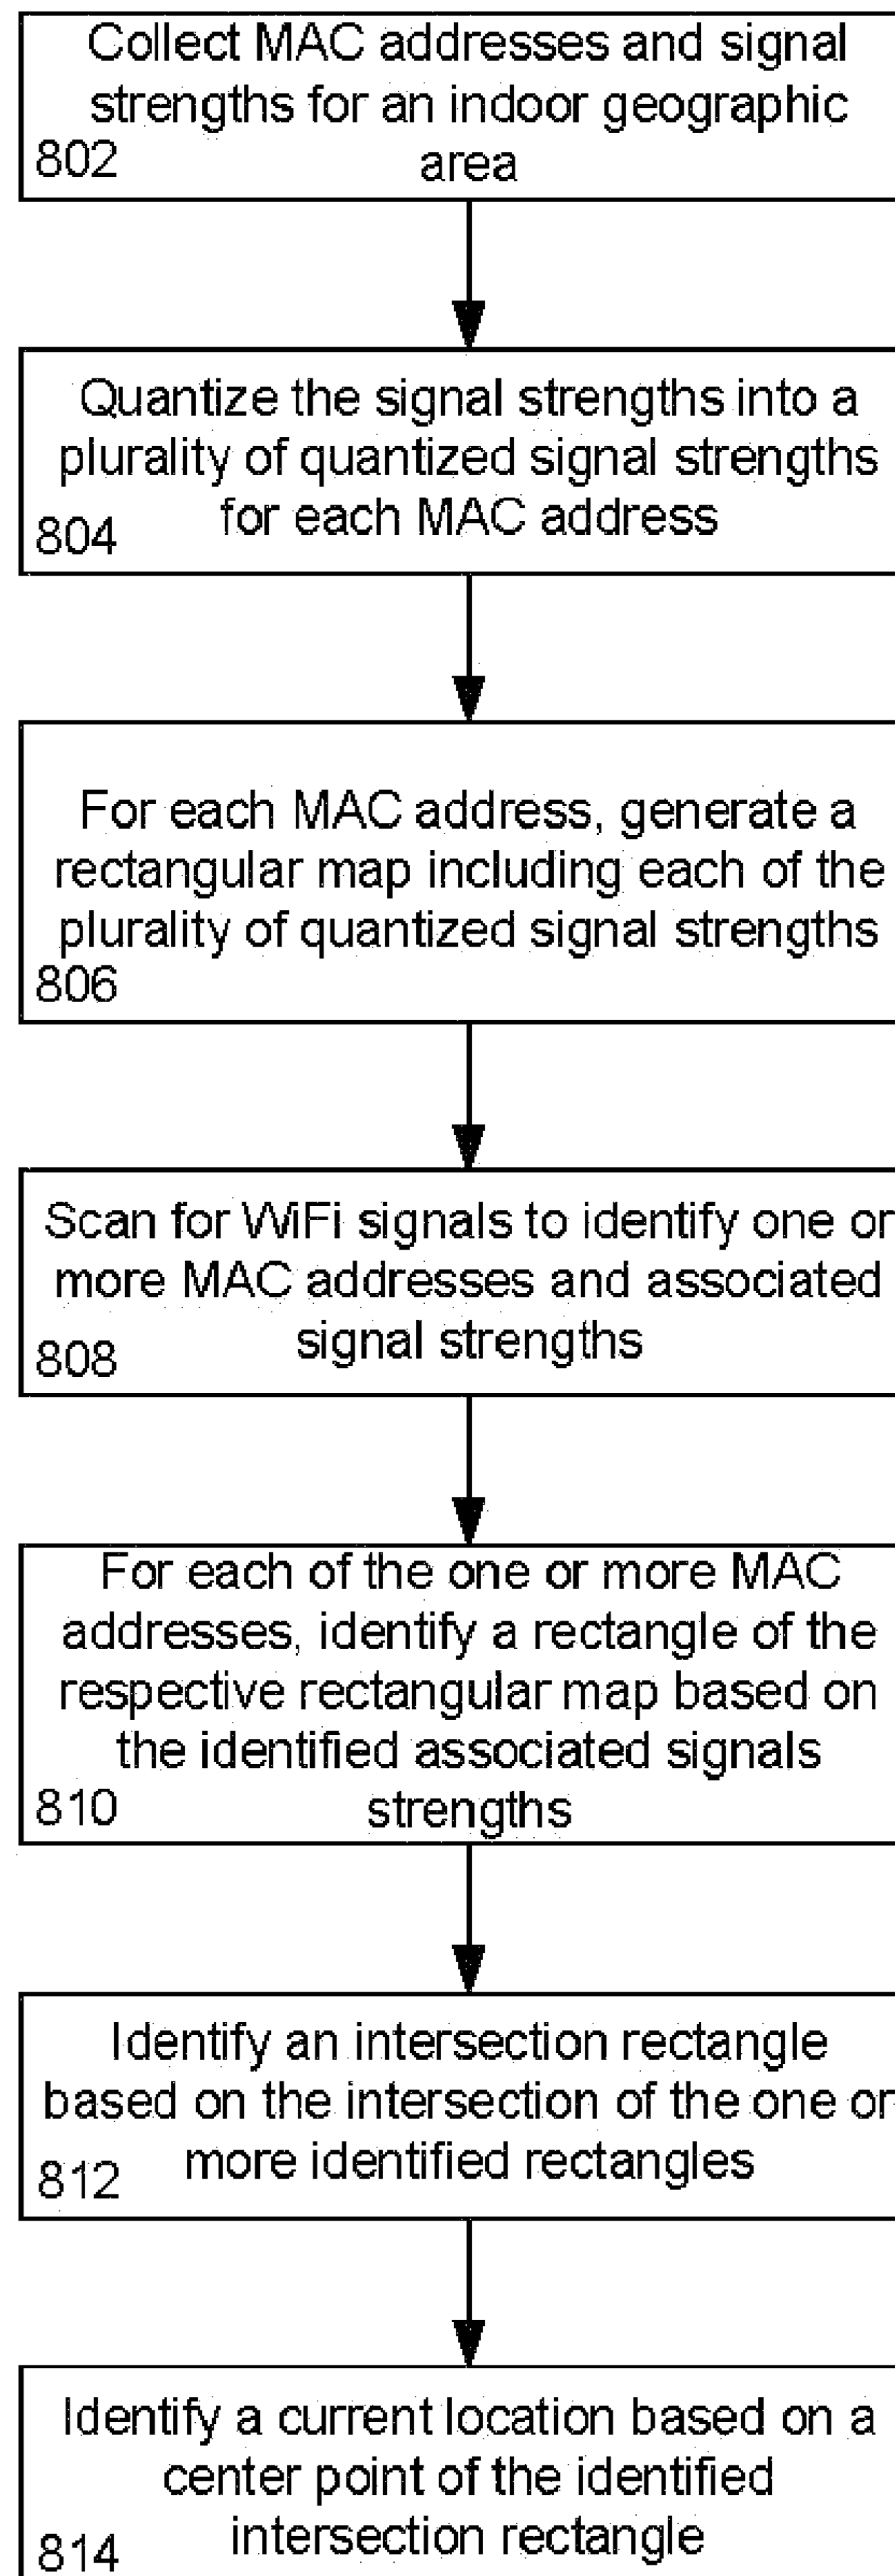 Collect MAC addresses and signal
strengths for an indoor geographic
802 area
Quantize the signal strengths into a
plurality of quantized signal strengths
804 for each MAC address
For each MAC address, generate a
rectangular map including each of the
plurality of quantized signal strengths
806
Scan for WiFi signals to identify one or
more MAC addresses and associated
808 signal strengths
For each of the one or more MAC
addresses, identify a rectangle of the
respective rectangular map based on
the identified associated signals
810 strengths
Identify an intersection rectangle
based on the intersection of the one or
812 more identified rectangles
Identify a current location based on a
center point of the identified
814 intersection rectangle